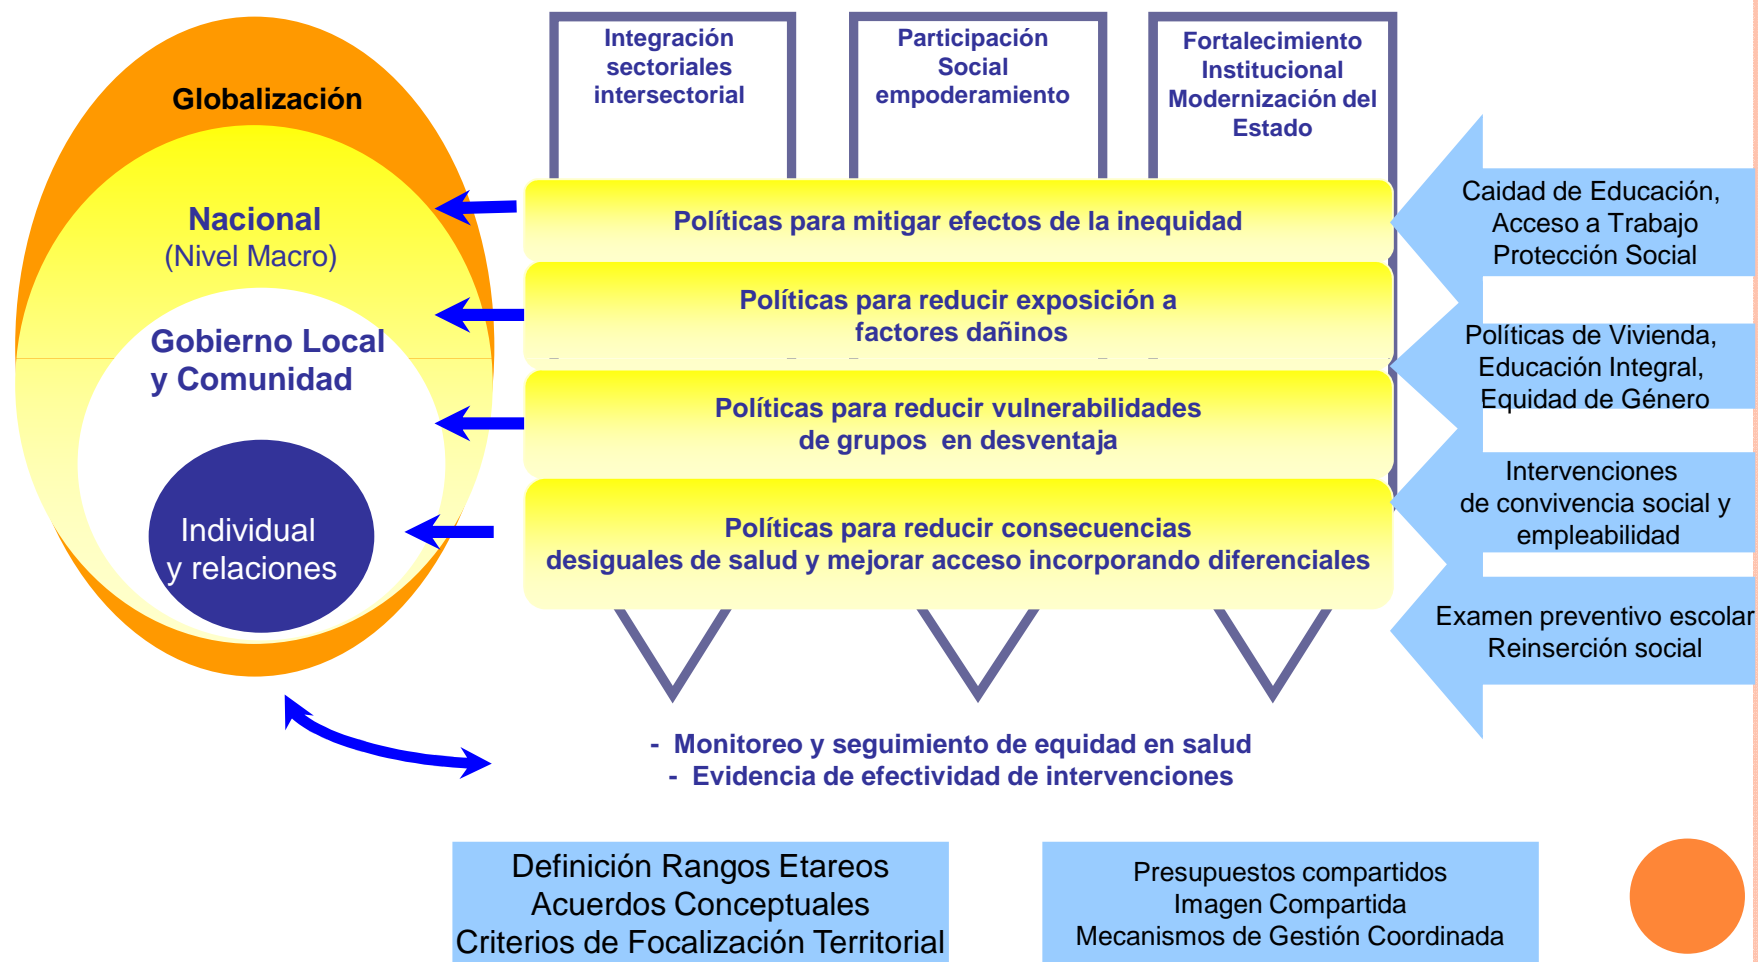 Globalización
Nacional
(Nivel Macro)
Gobierno Local
y Comunidad
Individual
y relaciones
Integración
sectoriales
intersectorial
Participación
Social
empoderamiento
Fortalecimiento
Institucional
Modernización del
Estado
Políticas para mitigar efectos de la inequidad
Políticas para reducir exposición a
factores dañinos
Políticas para reducir vulnerabilidades
de grupos en desventaja
Políticas para reducir consecuencias
desiguales de salud y mejorar acceso incorporando diferenciales
Caidad de Educación,
Acceso a Trabajo
Protección Social
Políticas de Vivienda,
Educación Integral,
Equidad de Género
Intervenciones
de convivencia social y
empleabilidad
Examen preventivo escolar
Reinserción social
- Monitoreo y seguimiento de equidad en salud
- Evidencia de efectividad de intervenciones
Definición Rangos Etareos
Acuerdos Conceptuales
Criterios de Focalización Territorial
Presupuestos compartidos
Imagen Compartida
Mecanismos de Gestión Coordinada